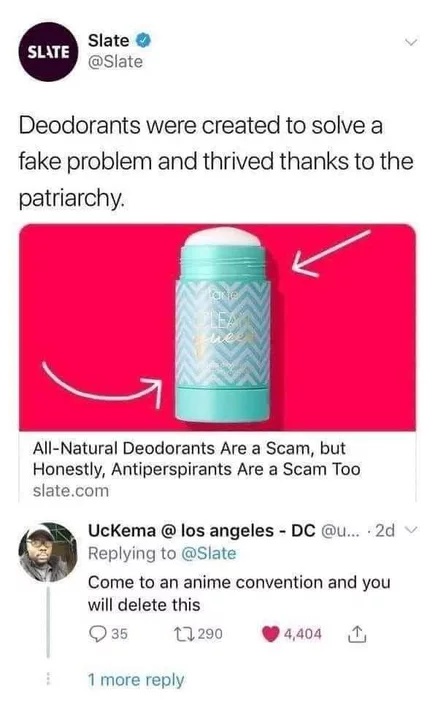 SLATE
Slate
@Slate
Deodorants were created to solve a
fake problem and thrived thanks to the
patriarchy.
tarte
CLEAN
queen
All-Natural Deodorants Are a Scam, but
Honestly, Antiperspirants Are a Scam Too
slate.com
UcKema @ los angeles - DC @u... · 2d
Replying to @Slate
Come to an anime convention and you
will delete this
35 290 4,404
1 more reply